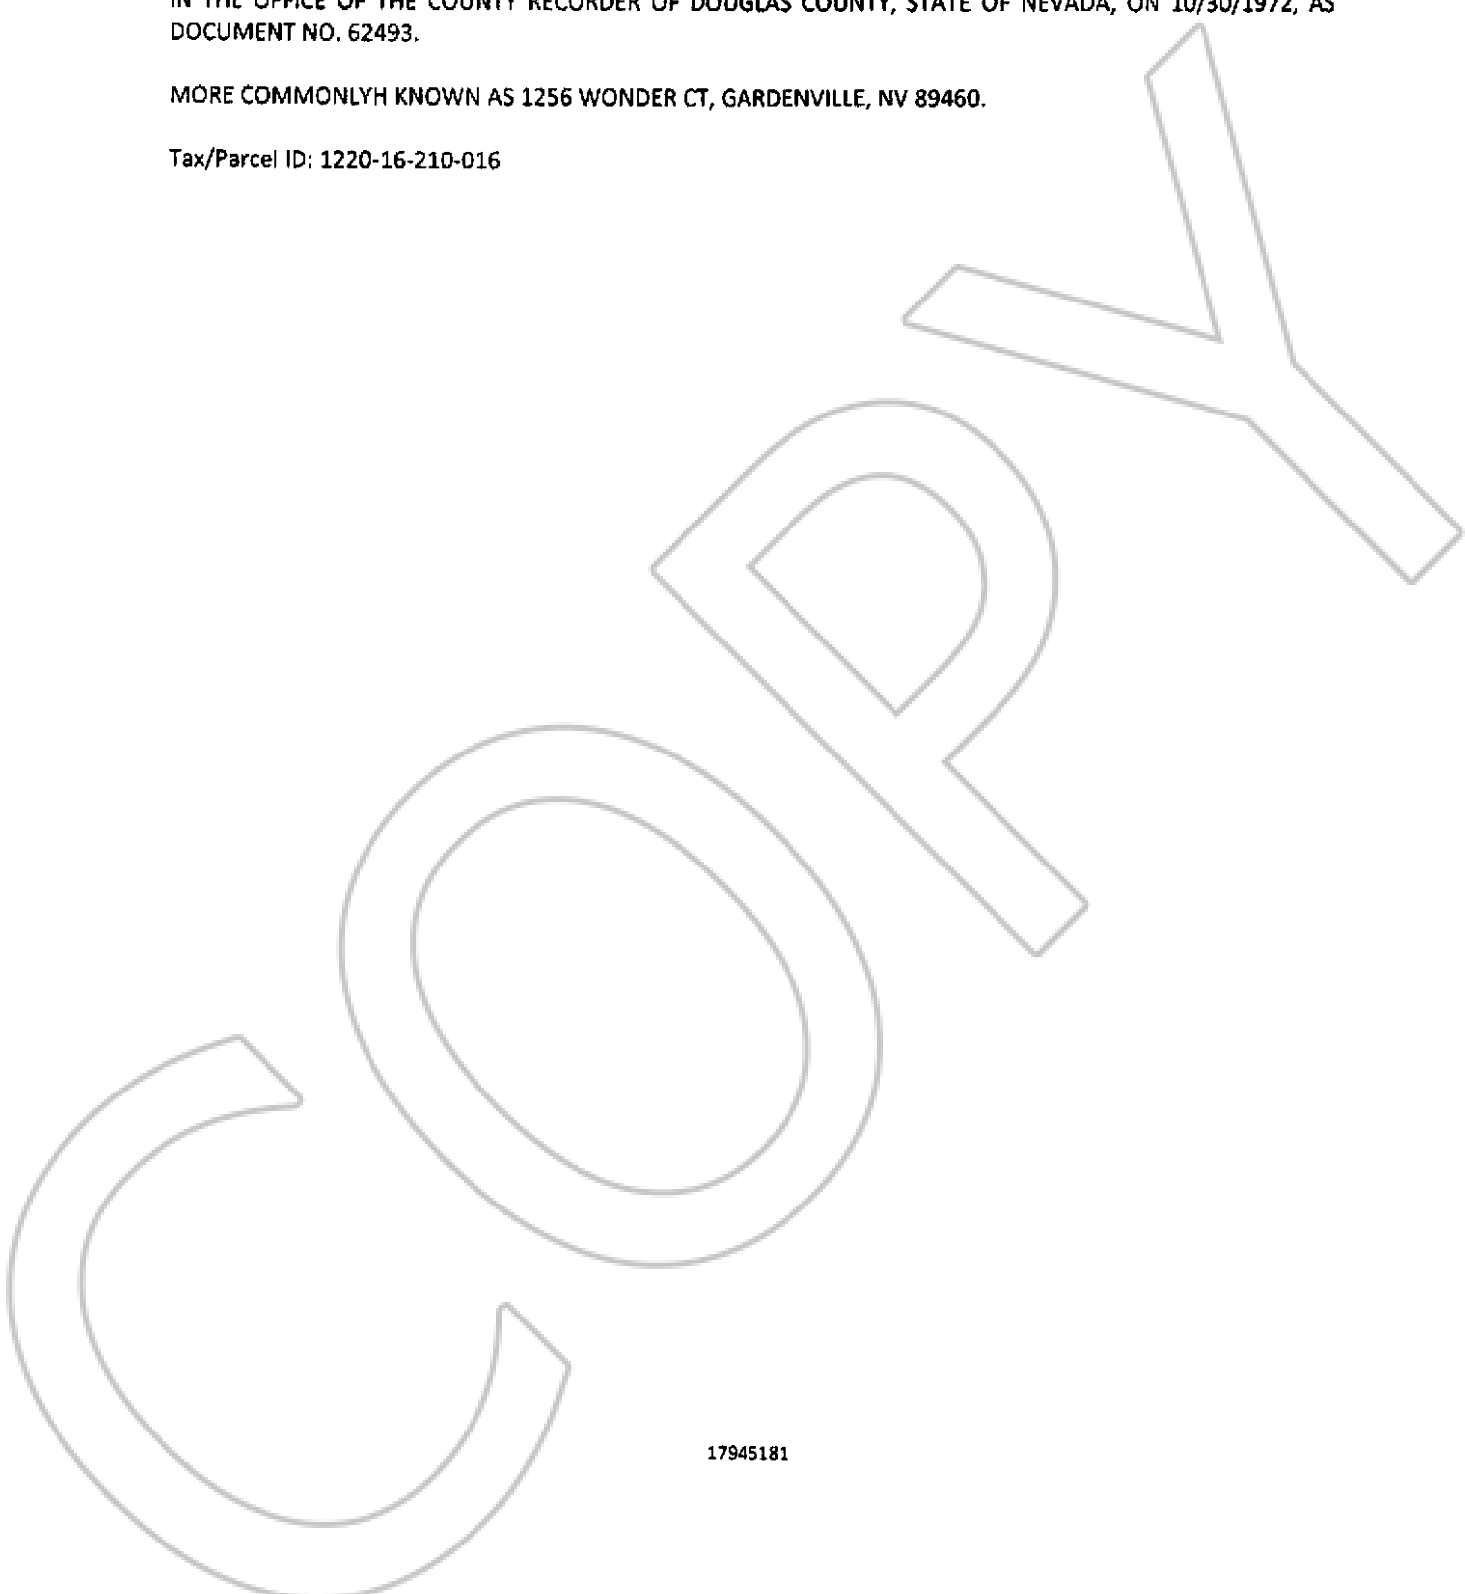 IN THE OFFICE OF THE COUNTY RECORDER OF DOUGLAS COUNTY, STATE OF NEVADA, ON 10/30/1972, AS
DOCUMENT NO. 62493.
MORE COMMONLYH KNOWN AS 1256 WONDER CT, GARDENVILLE, NV 89460.
Tax/Parcel ID: 1220-16-210-016
COPY
17945181